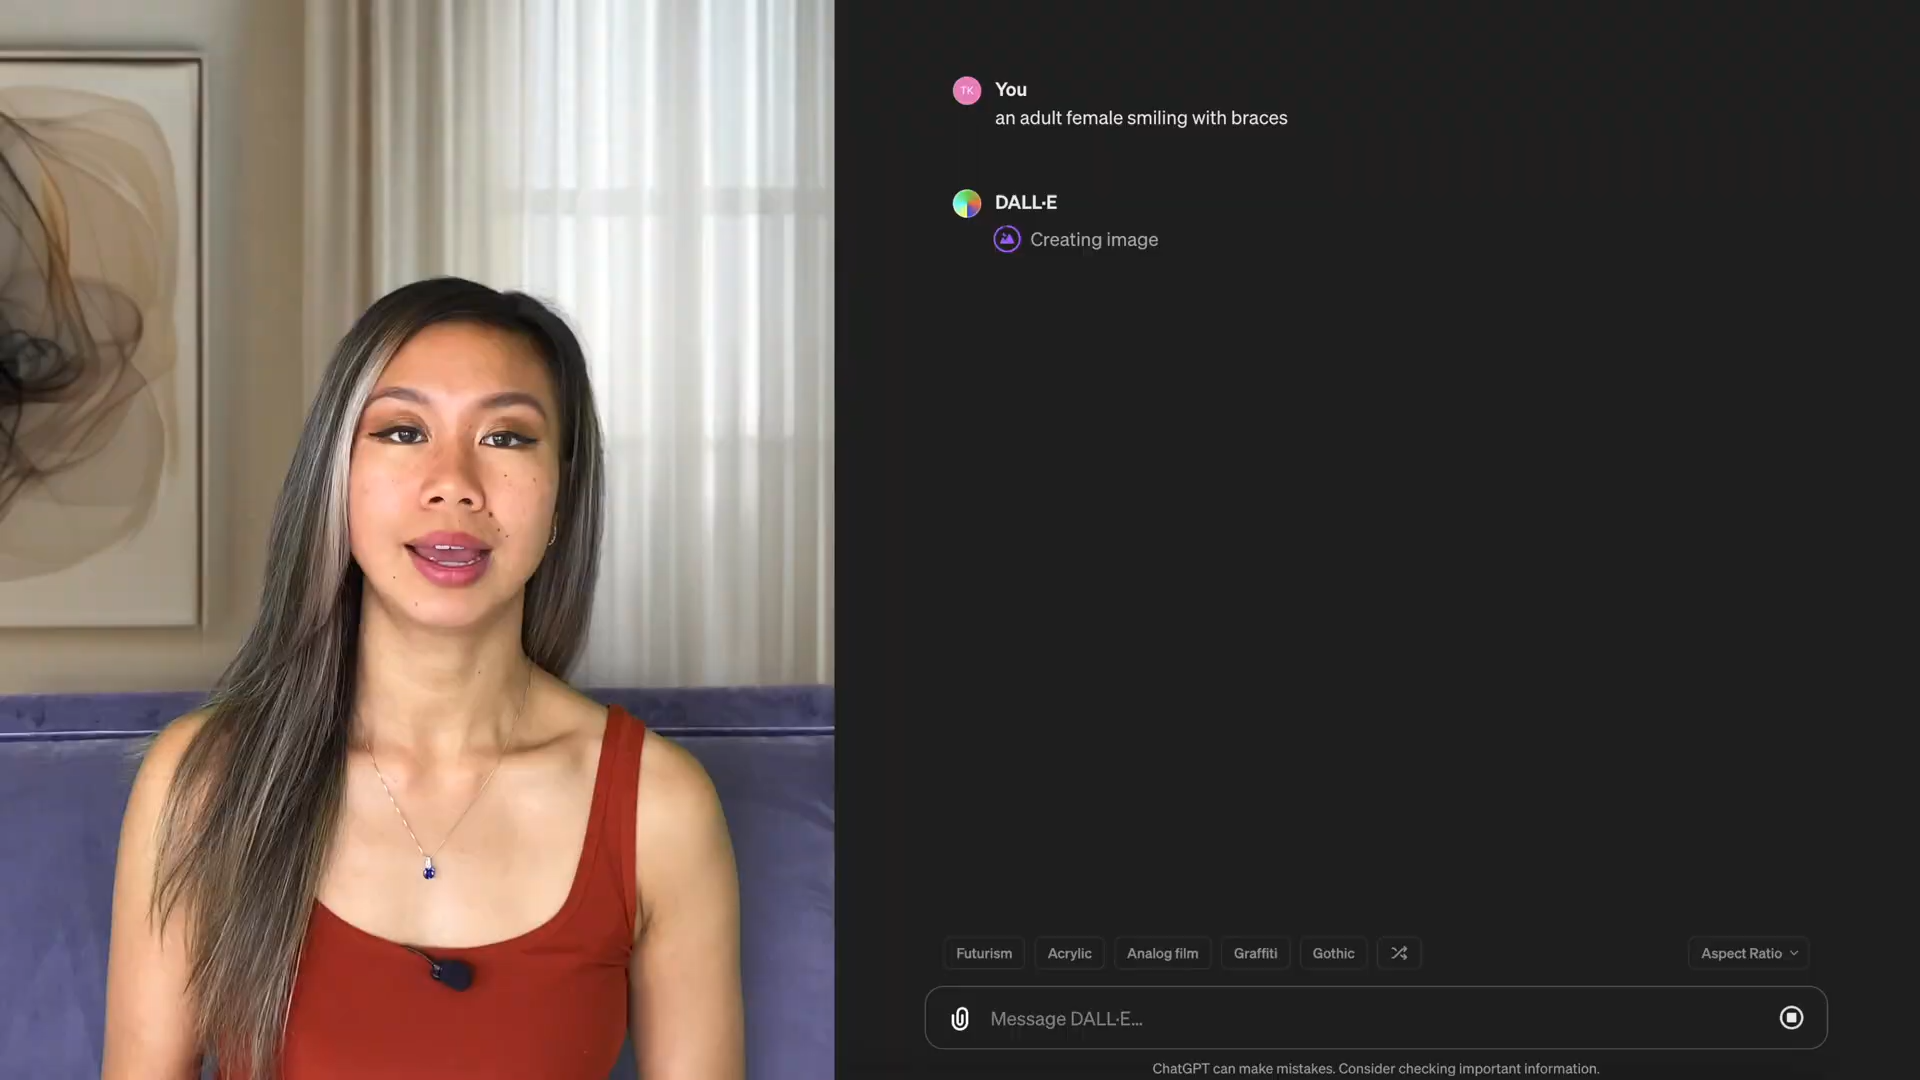 TK
You
an adult female smiling with braces
DALL·E
Creating image
Futurism
Acrylic
Analog film
Graffiti
Gothic
Aspect Ratio
Message DALL·E...
ChatGPT can make mistakes. Consider checking important information.